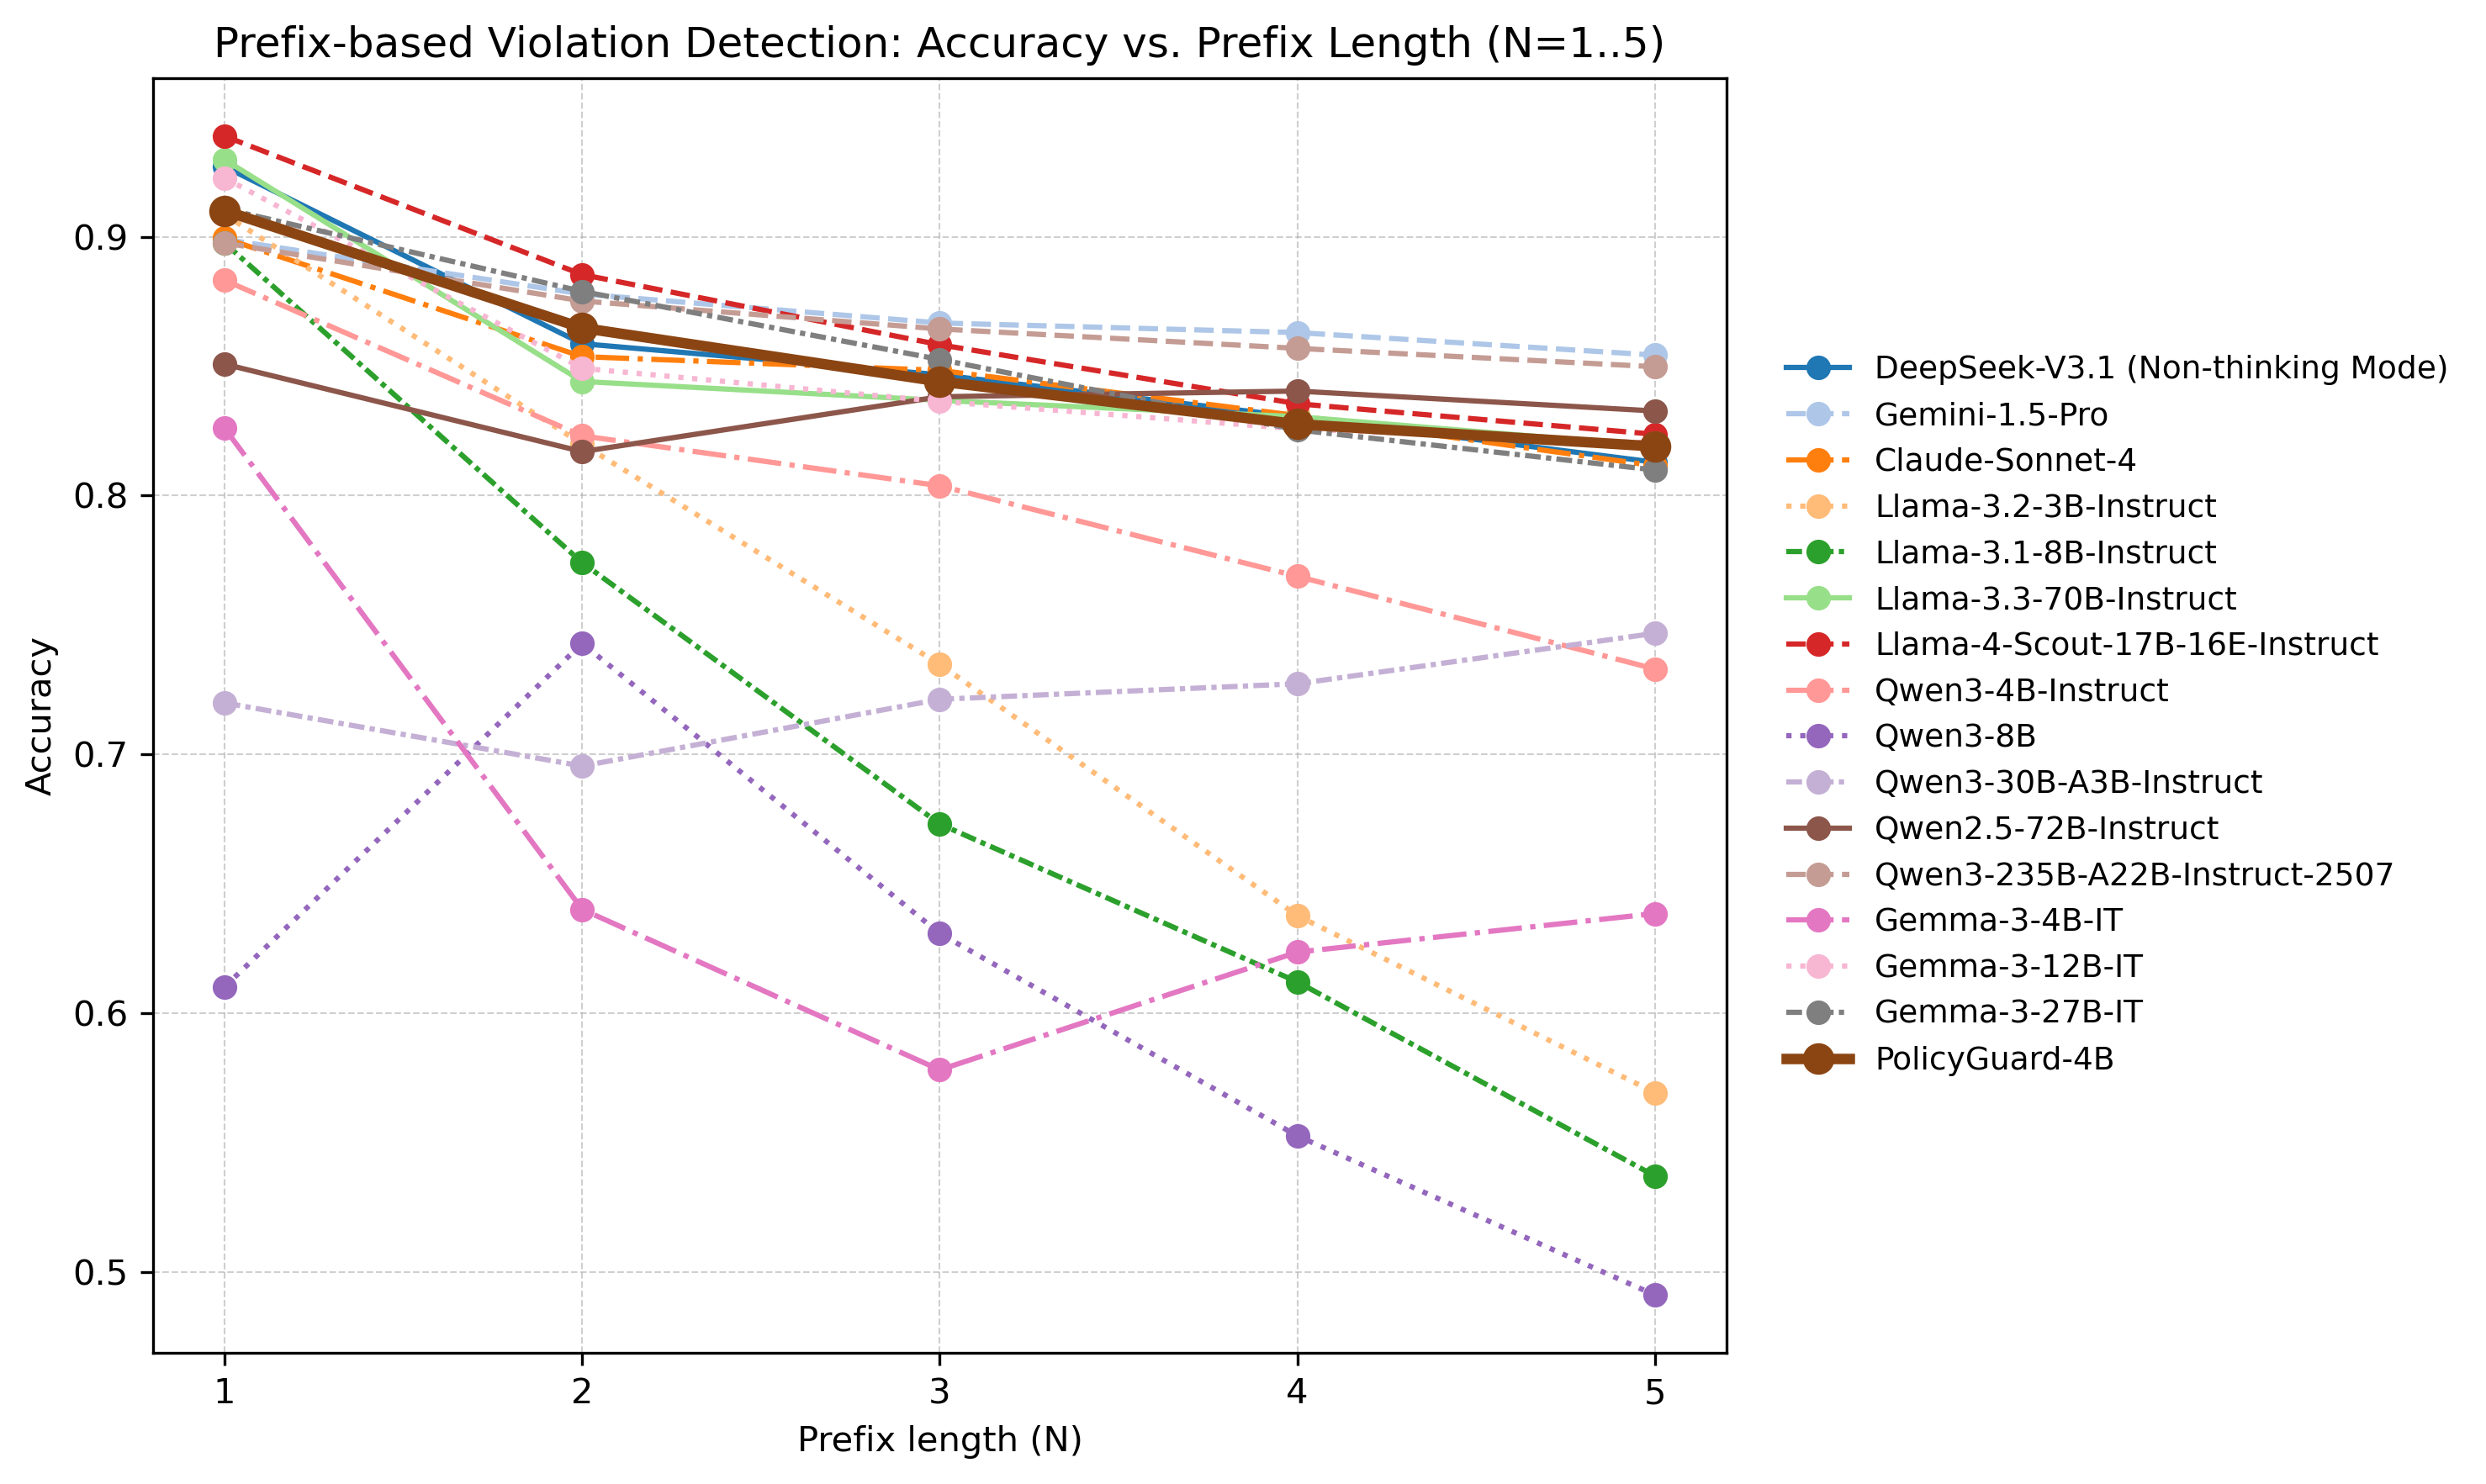 Prefix-based Violation Detection: Accuracy vs. Prefix Length (N=1..5)
Accuracy
0.9
0.8
0.7
0.6
0.5
1 2 3 4 5
Prefix length (N)
DeepSeek-V3.1 (Non-thinking Mode)
Gemini-1.5-Pro
Claude-Sonnet-4
Llama-3.2-3B-Instruct
Llama-3.1-8B-Instruct
Llama-3.3-70B-Instruct
Llama-4-Scout-17B-16E-Instruct
Qwen3-4B-Instruct
Qwen3-8B
Qwen3-30B-A3B-Instruct
Qwen2.5-72B-Instruct
Qwen3-235B-A22B-Instruct-2507
Gemma-3-4B-IT
Gemma-3-12B-IT
Gemma-3-27B-IT
PolicyGuard-4B